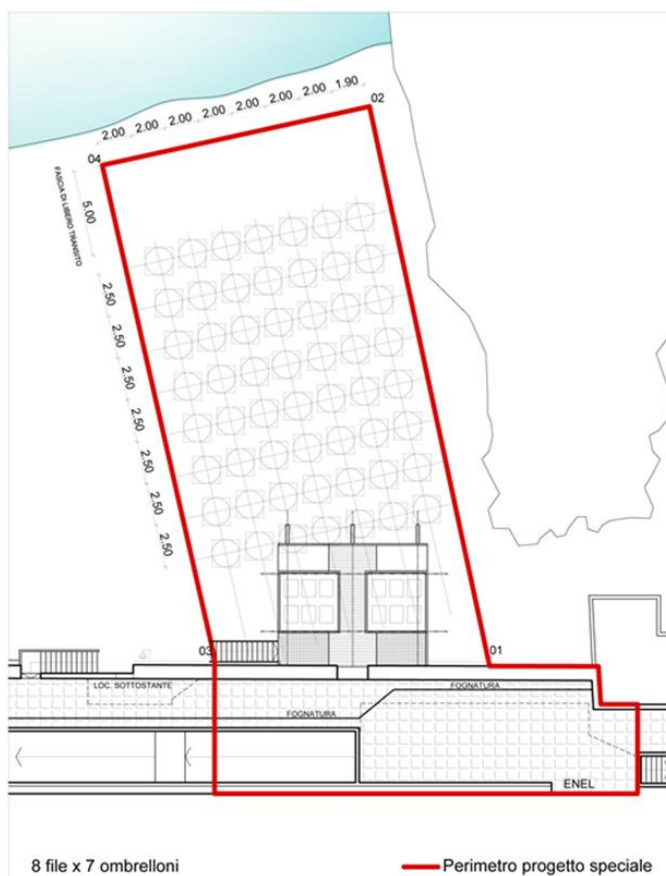 2.00 2.00 2.00 2.00 2.00 2.00 2.00 1.90
02
04
FASCIA DI LIBERO TRANSITO
5.00
2.50
2.50
2.50
2.50
2.50
2.50
2.50
03
01
LOC. SOTTOSTANTE
FOGNATURA
FOGNATURA
ENEL
8 file x 7 ombrelloni
Perimetro progetto speciale